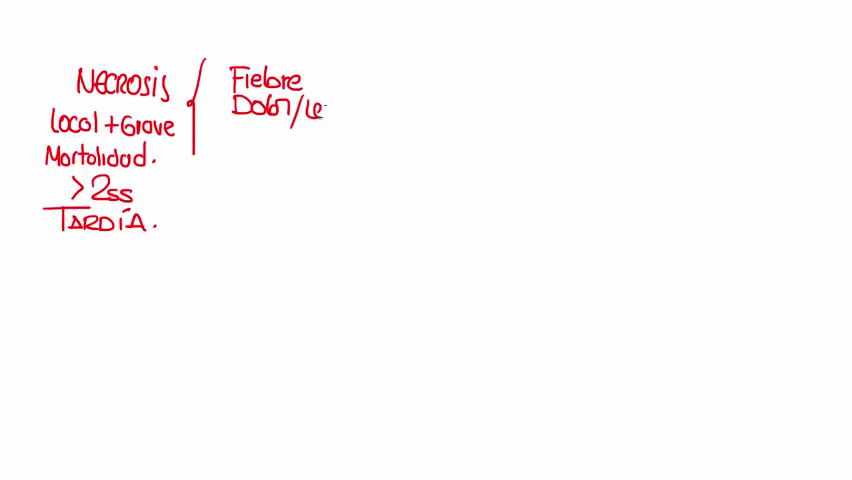 NECROSIS
Local + Grave
Mortalidad.
> 2ss
TARDÍA.
Fiebre
Dolor/Le